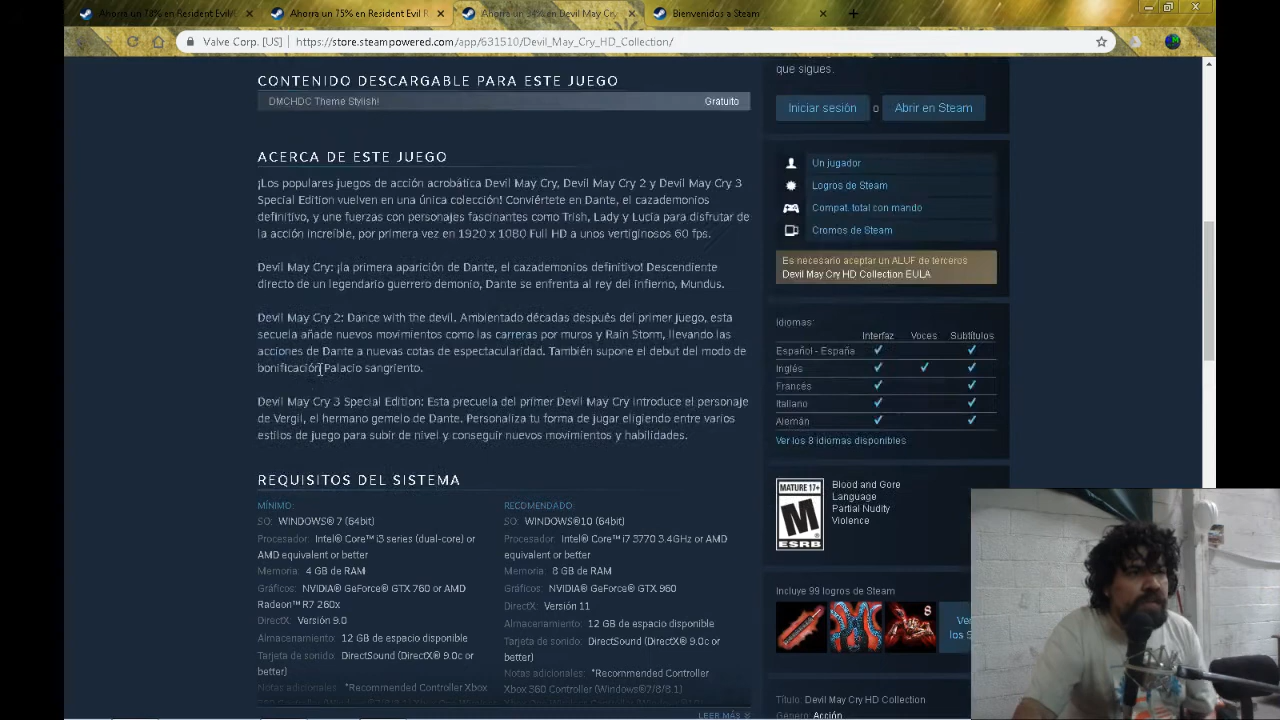 Ahorra un 78% en Resident Evil
Ahorra un 75% en Resident Evil R
Ahorra un 34% en Devil May Cry
Bienvenidos a Steam
Valve Corp. [US] | https://store.steampowered.com/app/631510/Devil_May_Cry_HD_Collection/
CONTENIDO DESCARGABLE PARA ESTE JUEGO
DMCHDC Theme Stylish! Gratuito
ACERCA DE ESTE JUEGO
¡Los populares juegos de acción acrobática Devil May Cry, Devil May Cry 2 y Devil May Cry 3
Special Edition vuelven en una única colección! Conviértete en Dante, el cazademonios
definitivo, y une fuerzas con personajes fascinantes como Trish, Lady y Lucía para disfrutar de
la acción increíble, por primera vez en 1920 x 1080 Full HD a unos vertiginosos 60 fps.
Devil May Cry: ¡la primera aparición de Dante, el cazademonios definitivo! Descendiente
directo de un legendario guerrero demonio, Dante se enfrenta al rey del infierno, Mundus.
Devil May Cry 2: Dance with the devil. Ambientado décadas después del primer juego, esta
secuela añade nuevos movimientos como las carreras por muros y Rain Storm, llevando las
acciones de Dante a nuevas cotas de espectacularidad. También supone el debut del modo de
bonificación Palacio sangriento.
Devil May Cry 3 Special Edition: Esta precuela del primer Devil May Cry introduce el personaje
de Vergil, el hermano gemelo de Dante. Personaliza tu forma de jugar eligiendo entre varios
estilos de juego para subir de nivel y conseguir nuevos movimientos y habilidades.
REQUISITOS DEL SISTEMA
MÍNIMO:
SO: WINDOWS® 7 (64bit)
Procesador: Intel® Core™ i3 series (dual-core) or
AMD equivalent or better
Memoria: 4 GB de RAM
Gráficos: NVIDIA® GeForce® GTX 760 or AMD
Radeon™ R7 260x
DirectX: Versión 9.0
Almacenamiento: 12 GB de espacio disponible
Tarjeta de sonido: DirectSound (DirectX® 9.0c or
better)
Notas adicionales: *Recommended Controller Xbox
RECOMENDADO:
SO: WINDOWS®10 (64bit)
Procesador: Intel® Core™ i7 3770 3.4GHz or AMD
equivalent or better
Memoria: 8 GB de RAM
Gráficos: NVIDIA® GeForce® GTX 960
DirectX: Versión 11
Almacenamiento: 12 GB de espacio disponible
Tarjeta de sonido: DirectSound (DirectX® 9.0c or
better)
Notas adicionales: *Recommended Controller
Xbox 360 Controller (Windows®7/8/8.1)
LEER MÁS
que sigues.
Iniciar sesión o Abrir en Steam
Un jugador
Logros de Steam
Compat. total con mando
Cromos de Steam
Es necesario aceptar un ALUF de terceros
Devil May Cry HD Collection EULA
Idiomas:
Interfaz Voces Subtítulos
Español - España
Inglés
Francés
Italiano
Alemán
Ver los 8 idiomas disponibles
MATURE 17+
M
ESRB
Blood and Gore
Language
Partial Nudity
Violence
Incluye 99 logros de Steam
S
los 9
Título: Devil May Cry HD Collection
Género: Acción